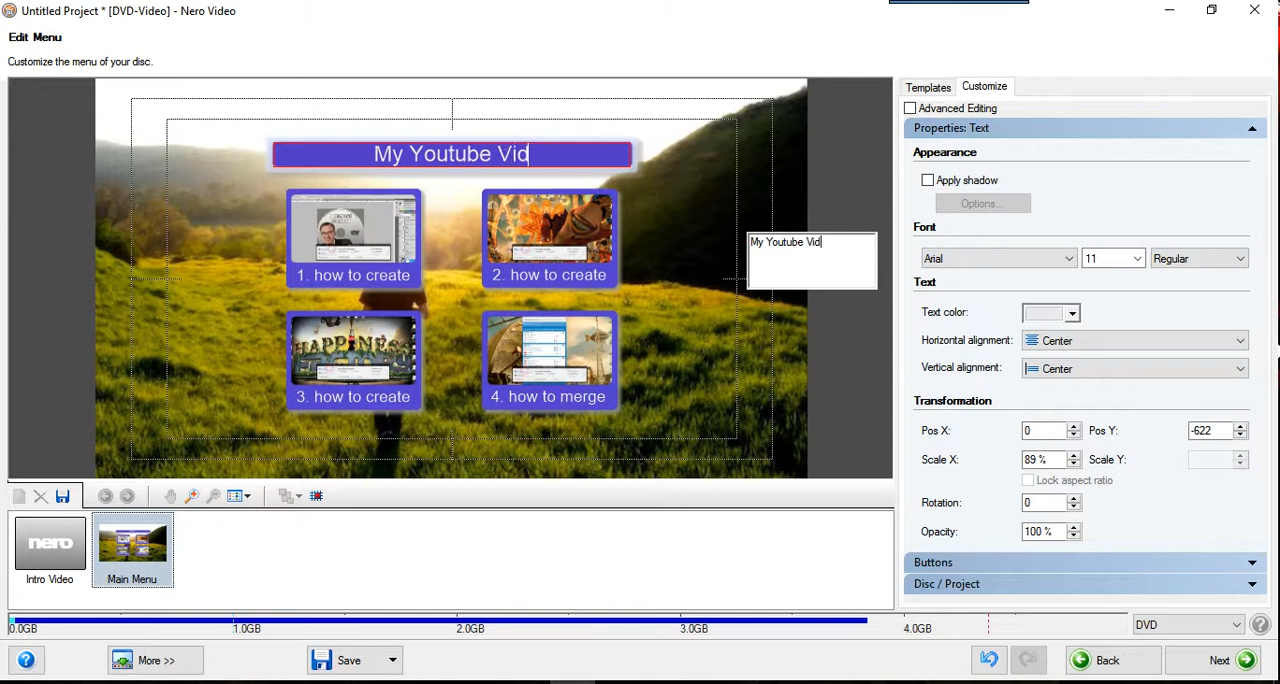 Untitled Project * [DVD-Video] - Nero Video
Edit Menu
Customize the menu of your disc.
My Youtube Vid
1. how to create
2. how to create
HAPPINESS
3. how to create
4. how to merge
My Youtube Vid
Templates
Customize
Advanced Editing
Properties: Text
Appearance
Apply shadow
Options...
Font
Arial
11
Regular
Text
Text color:
Horizontal alignment:
Center
Vertical alignment:
Center
Transformation
Pos X:
0
Pos Y:
-622
Scale X:
89 %
Scale Y:
Lock aspect ratio
Rotation:
0
Opacity:
100 %
Buttons
Disc / Project
nero
Intro Video
Main Menu
0.0GB
1.0GB
2.0GB
3.0GB
4.0GB
DVD
More >>
Save
Back
Next